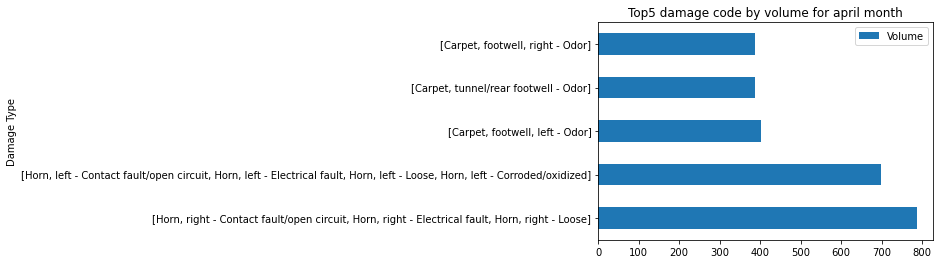 Top5 damage code by volume for april month
Volume
Damage Type
[Carpet, footwell, right - Odor]
[Carpet, tunnel/rear footwell - Odor]
[Carpet, footwell, left - Odor]
[Horn, left - Contact fault/open circuit, Horn, left - Electrical fault, Horn, left - Loose, Horn, left - Corroded/oxidized]
[Horn, right - Contact fault/open circuit, Horn, right - Electrical fault, Horn, right - Loose]
0 100 200 300 400 500 600 700 800